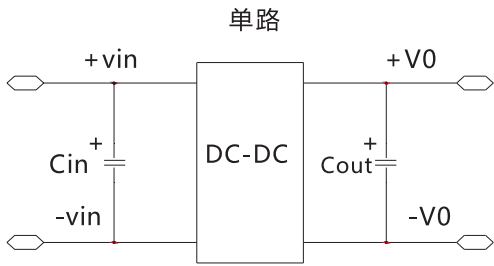 单路
+vin
+V0
+
Cin
DC-DC
+
Cout
-vin
-V0